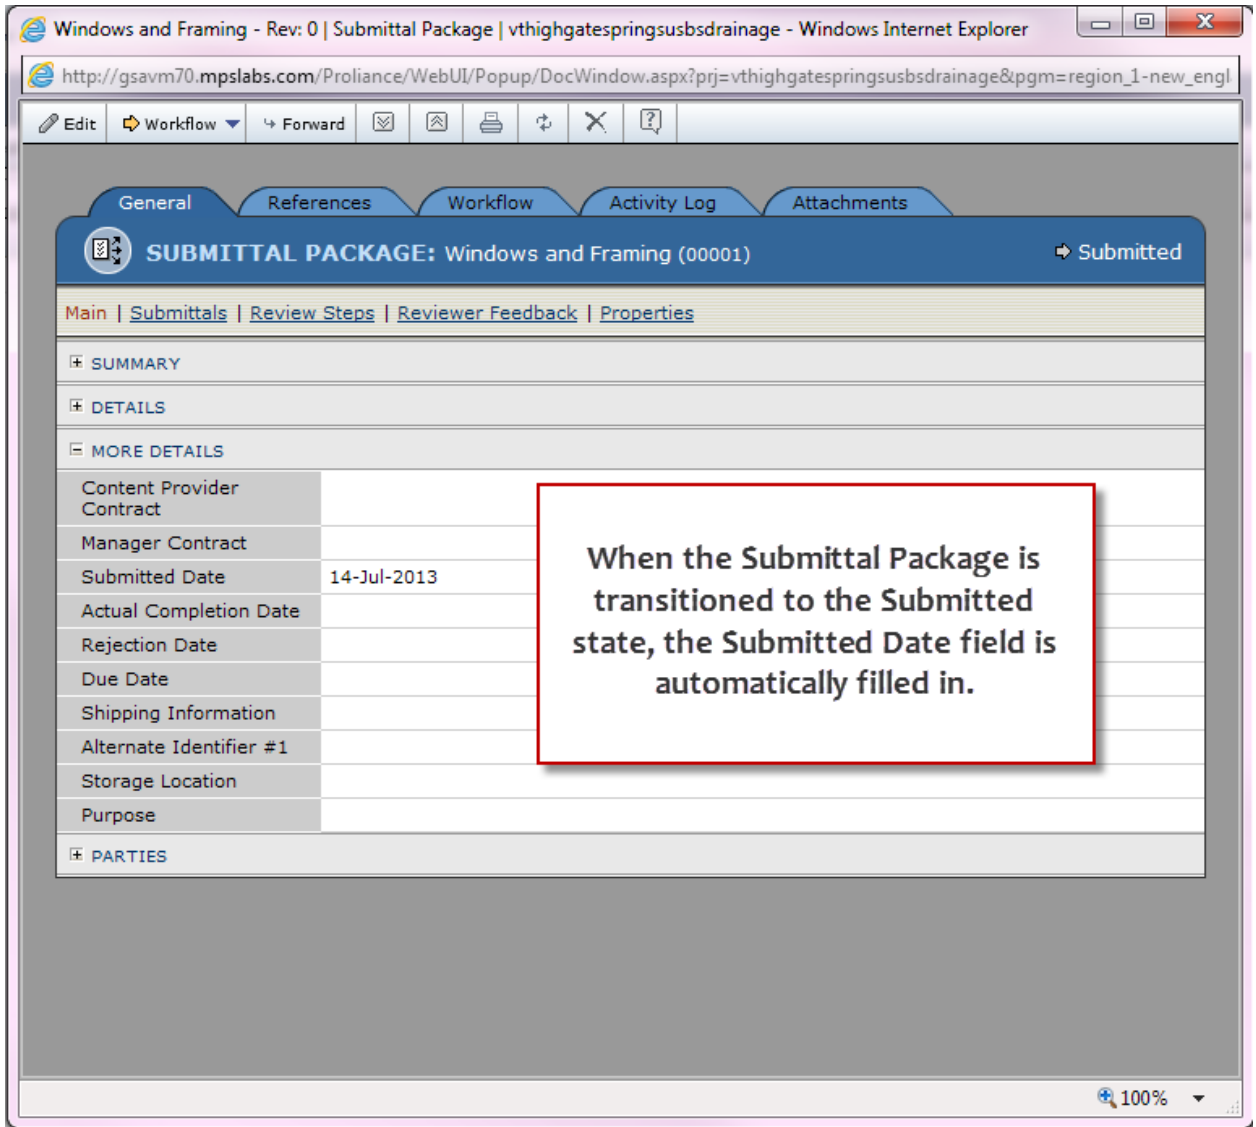 Windows and Framing - Rev: 0 | Submittal Package | vthighgatespringsusbsdrainage - Windows Internet Explorer
http://gsavm70.mpslabs.com/Proliance/WebUI/Popup/DocWindow.aspx?prj=vthighgatespringsusbsdrainage&pgm=region_1-new_engl
Edit Workflow Forward
General References Workflow Activity Log Attachments
SUBMITTAL PACKAGE: Windows and Framing (00001) Submitted
Main | Submittals | Review Steps | Reviewer Feedback | Properties
SUMMARY
DETAILS
MORE DETAILS
Content Provider
Contract
Manager Contract
Submitted Date 14-Jul-2013
Actual Completion Date
Rejection Date
Due Date
Shipping Information
Alternate Identifier #1
Storage Location
Purpose
When the Submittal Package is
transitioned to the Submitted
state, the Submitted Date field is
automatically filled in.
PARTIES
100%